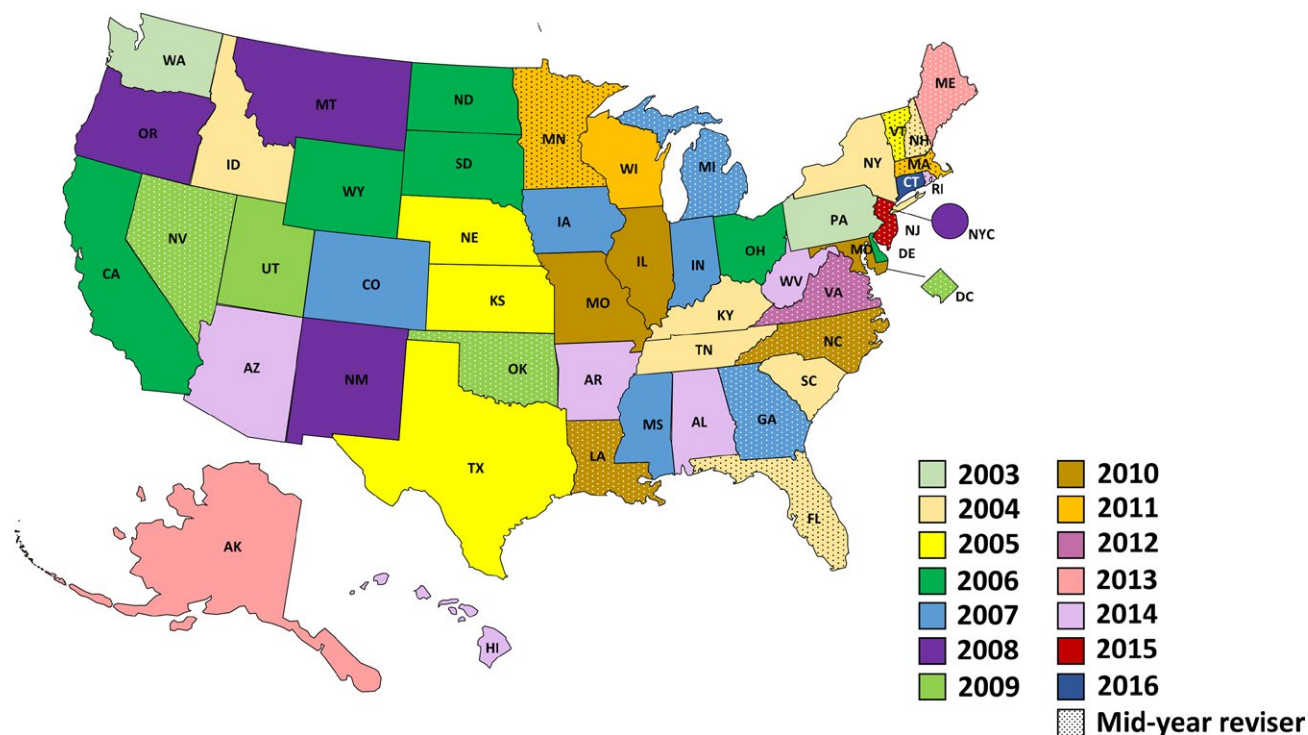 WA
MT
ND
MN
ME
OR
ID
SD
WI
MI
VT
NH
NY
MA
CT
RI
WY
IA
PA
NV
NE
OH
NJ
NYC
CA
UT
CO
IL
IN
MD
DE
WV
DC
KS
MO
VA
KY
NC
TN
AZ
NM
OK
AR
SC
MS
AL
GA
TX
LA
FL
AK
HI
2003
2004
2005
2006
2007
2008
2009
2010
2011
2012
2013
2014
2015
2016
Mid-year reviser